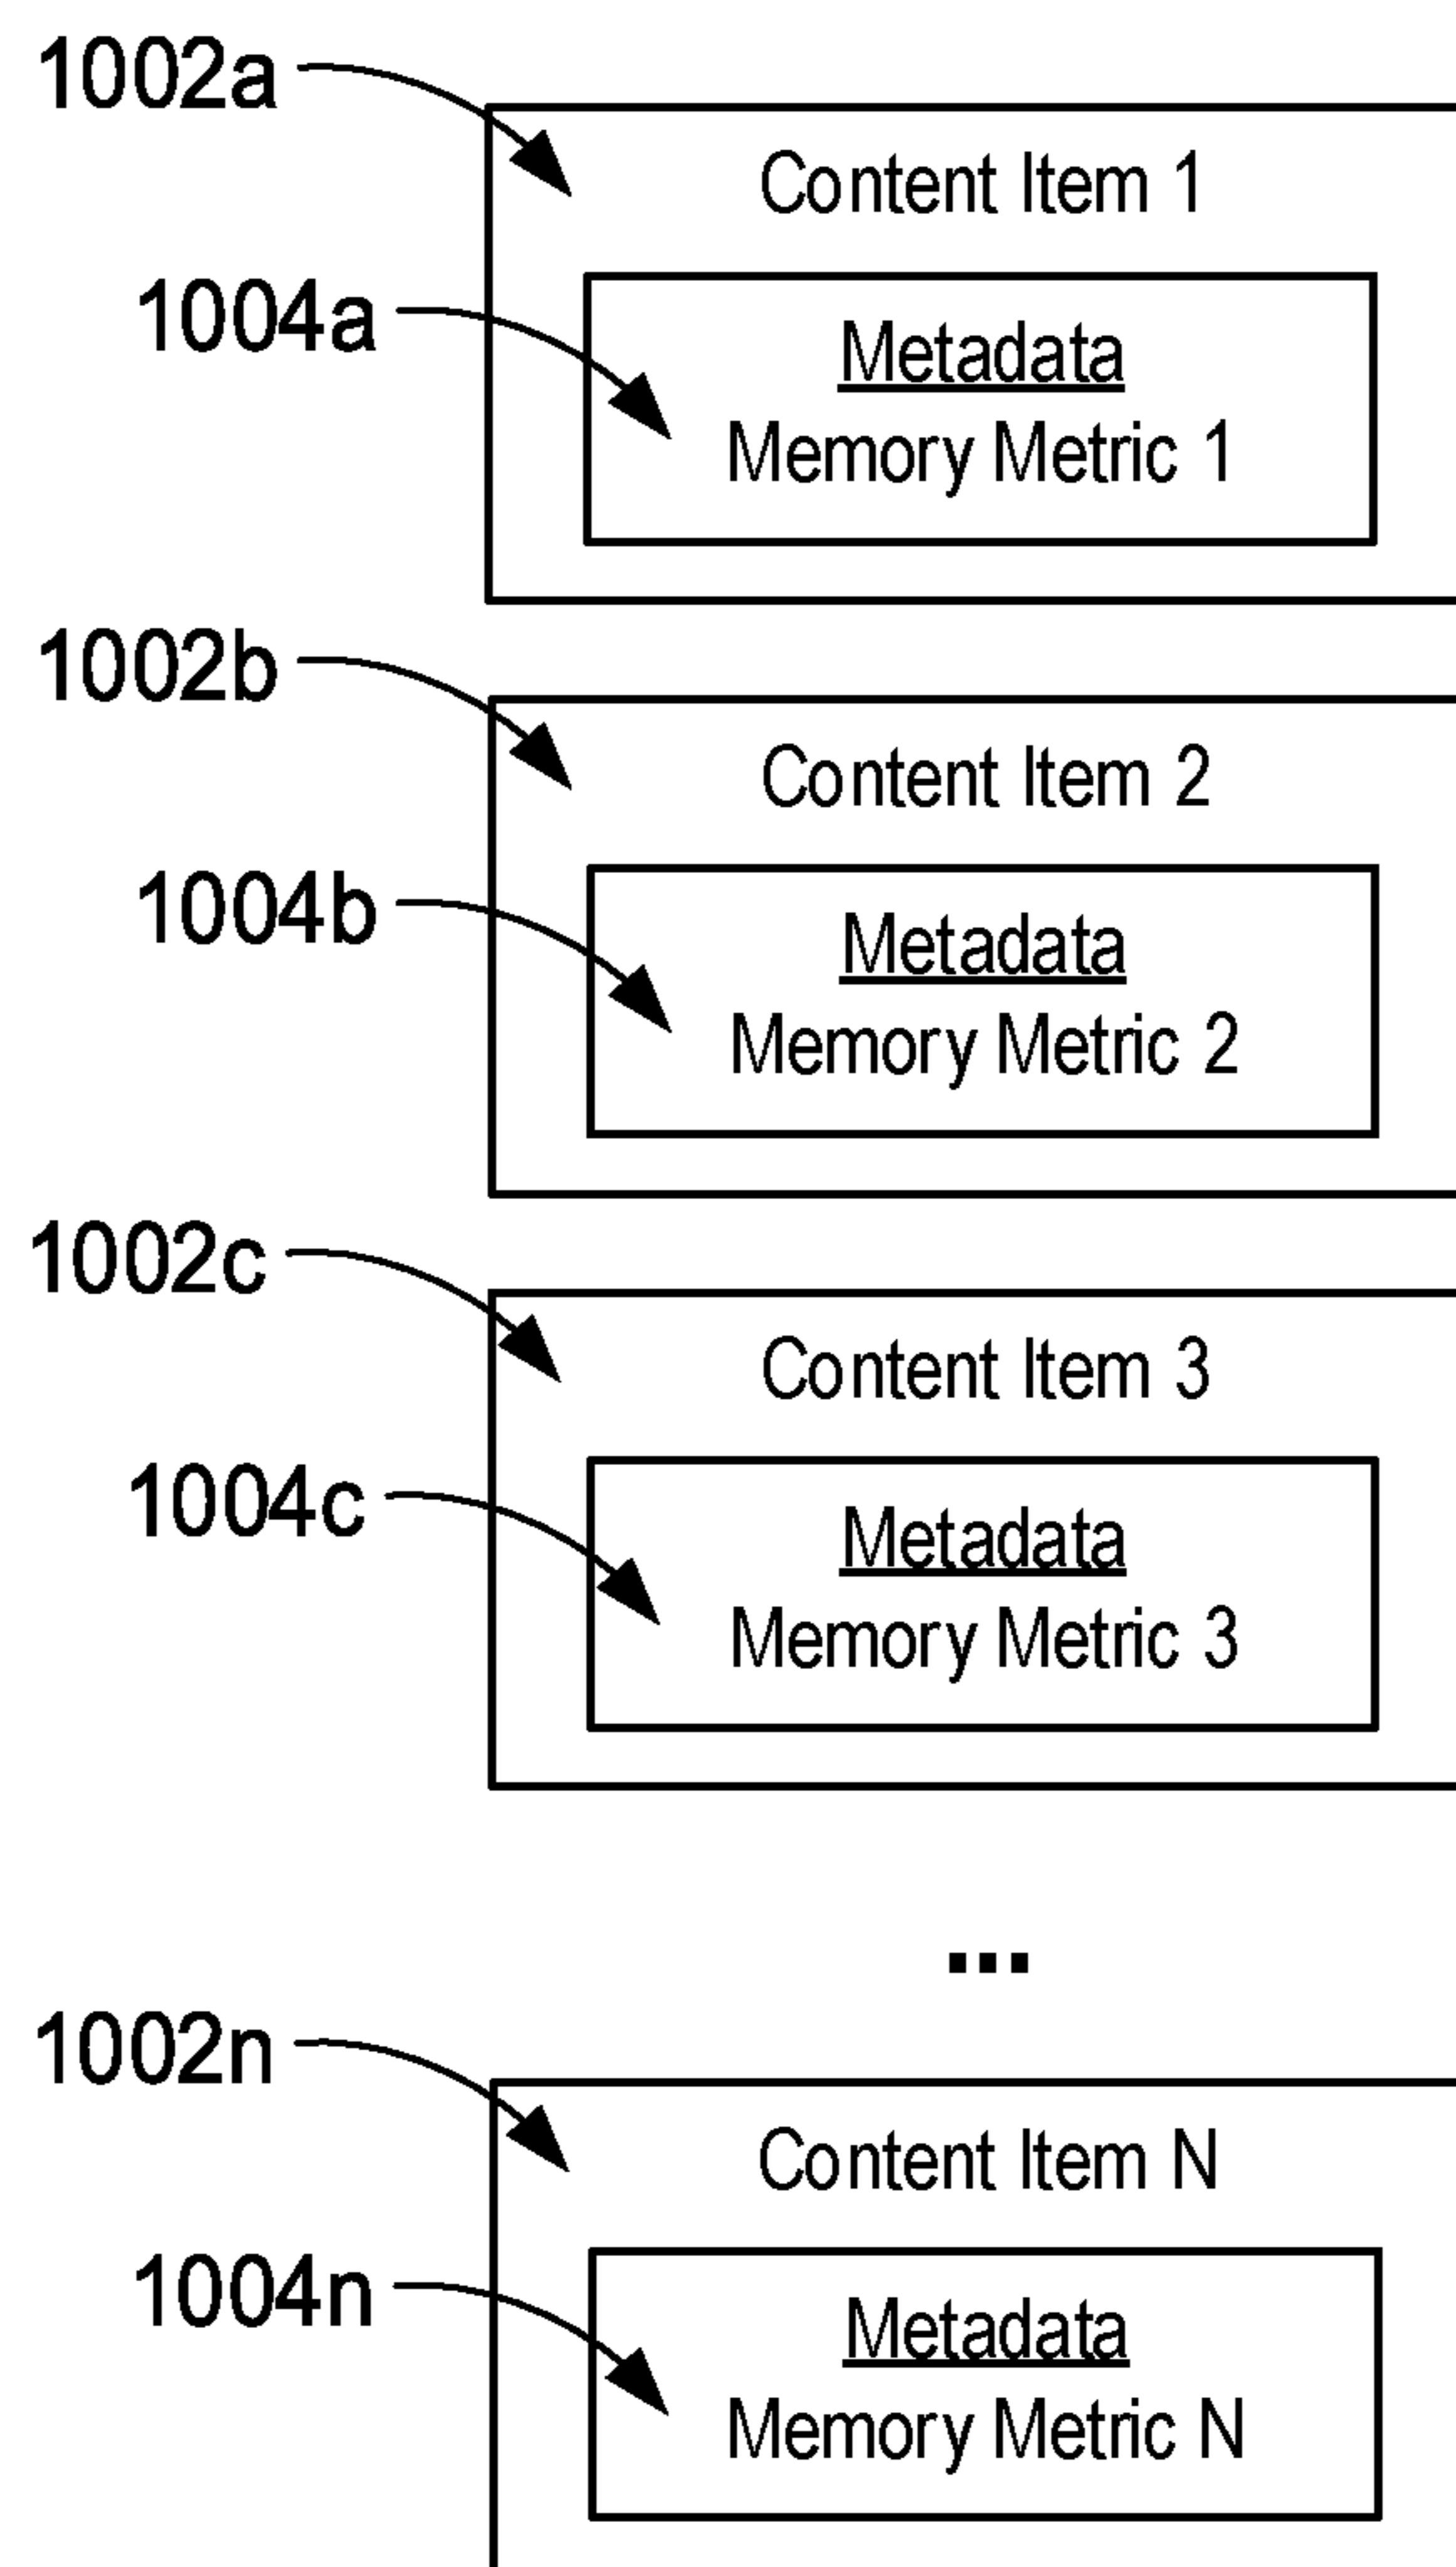 1002a
Content Item 1
1004a
Metadata
Memory Metric 1
1002b
Content Item 2
1004b
Metadata
Memory Metric 2
1002c
Content Item 3
1004c
Metadata
Memory Metric 3
...
1002n
Content Item N
1004n
Metadata
Memory Metric N